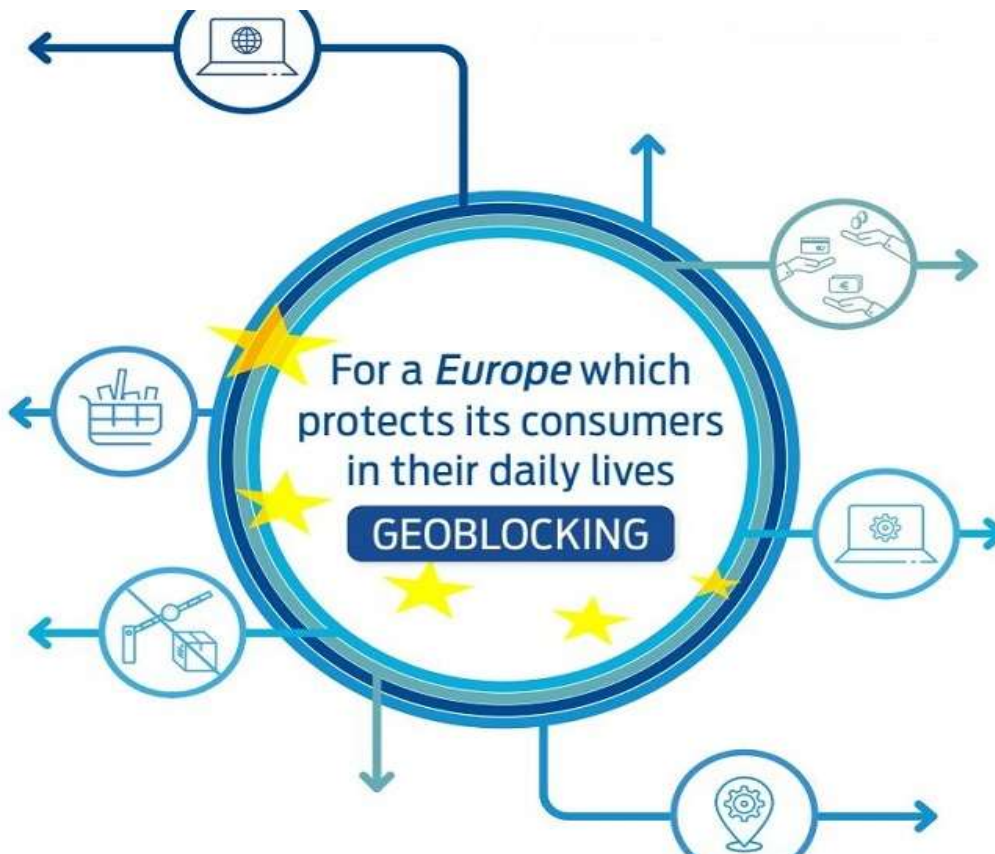 For a Europe which
protects its consumers
in their daily lives
GEOBLOCKING